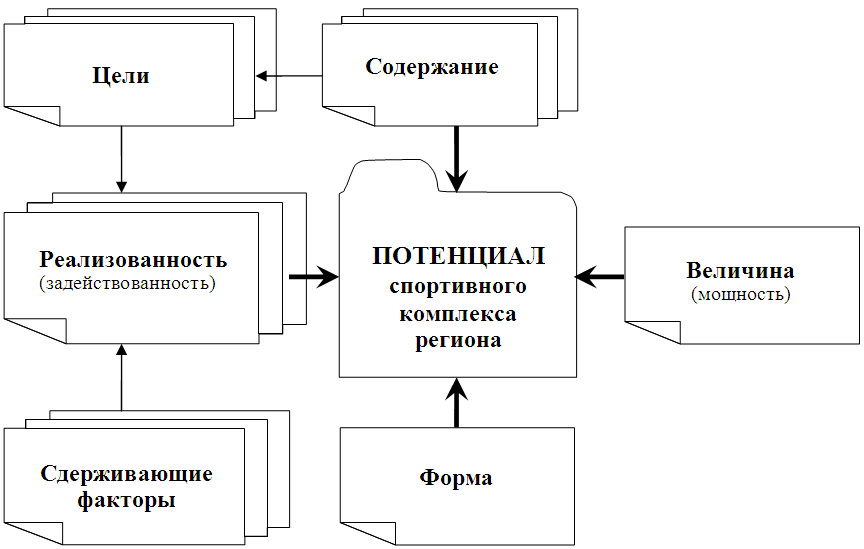 Цели
Содержание
Реализованность
(задействованность)
ПОТЕНЦИАЛ
спортивного
комплекса
региона
Величина
(мощность)
Сдерживающие
факторы
Форма